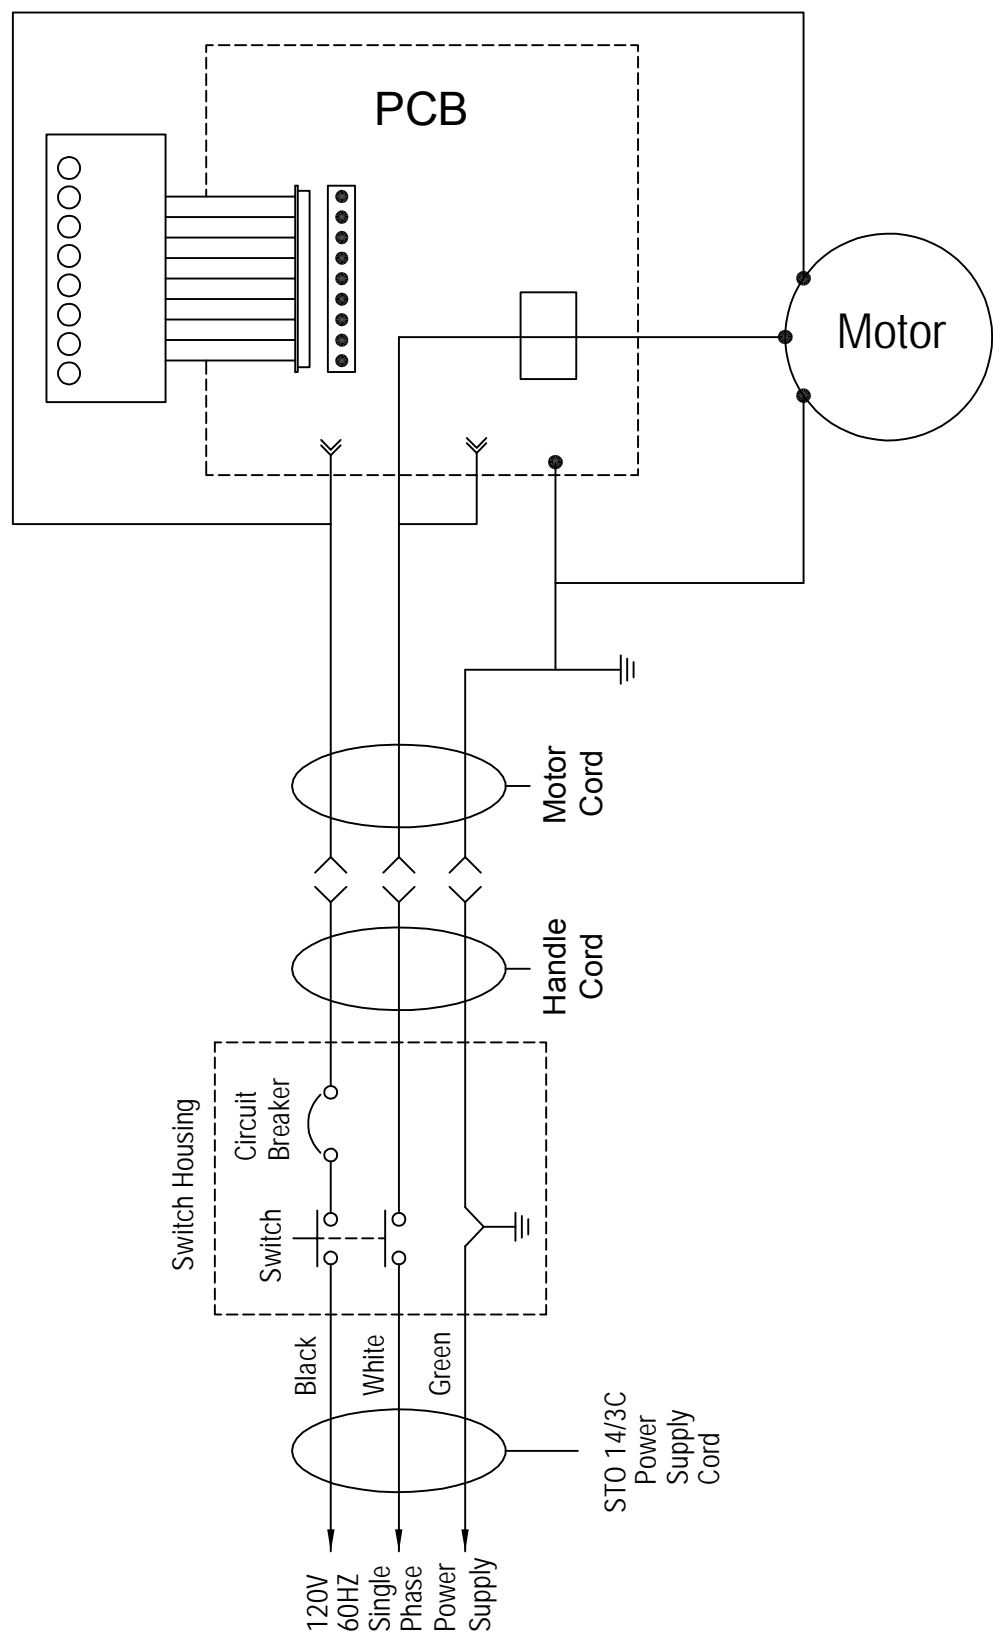 PCB
Motor
Motor
Cord
Handle
Cord
Switch Housing
Circuit
Breaker
Switch
Black
White
Green
STO 14/3C
Power
Supply
Cord
120V
60HZ
Single
Phase
Power
Supply